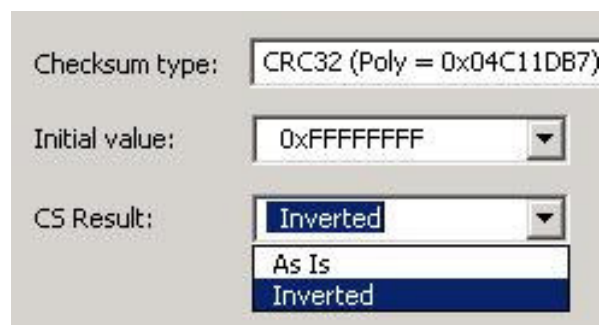 Checksum type: CRC32 (Poly = 0x04C11DB7)
Initial value: 0xFFFFFFFF
CS Result: Inverted
As Is
Inverted